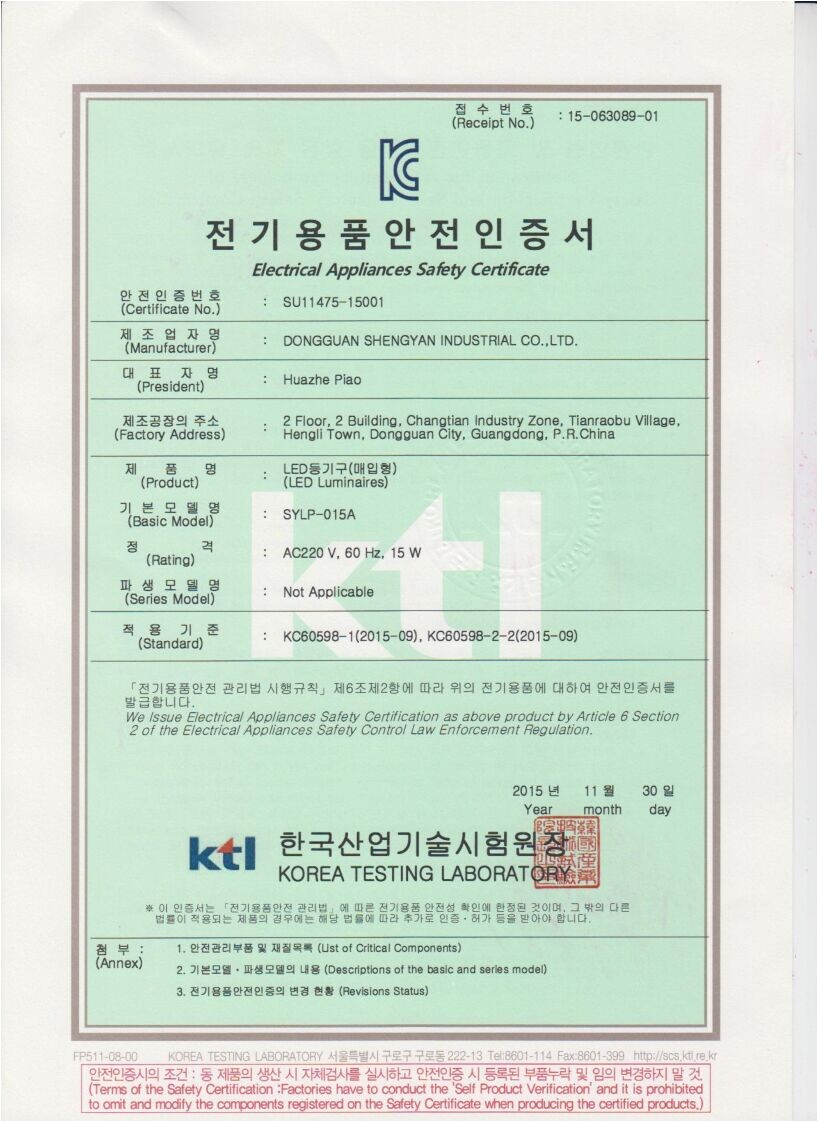 접 수 번 호
(Receipt No.) : 15-063089-01
전기용품안전인증서
Electrical Appliances Safety Certificate
안전인증번호
(Certificate No.) : SU11475-15001
제 조 업 자 명
(Manufacturer) : DONGGUAN SHENGYAN INDUSTRIAL CO.,LTD.
대 표 자 명
(President) : Huazhe Piao
제조공장의 주소
(Factory Address) : 2 Floor, 2 Building, Changtian Industry Zone, Tianraobu Village,
Hengli Town, Dongguan City, Guangdong, P.R.China
제 품 명
(Product) : LED등기구(매입형)
(LED Luminaires)
기 본 모 델 명
(Basic Model) : SYLP-015A
정 격
(Rating) : AC220 V, 60 Hz, 15 W
파 생 모 델 명
(Series Model) : Not Applicable
적 용 기 준
(Standard) : KC60598-1(2015-09), KC60598-2-2(2015-09)
ktl
「전기용품안전 관리법 시행규칙」 제6조제2항에 따라 위의 전기용품에 대하여 안전인증서를
발급합니다.
We Issue Electrical Appliances Safety Certification as above product by Article 6 Section
2 of the Electrical Appliances Safety Control Law Enforcement Regulation.
2015 년 11 월 30 일
Year month day
ktl 한국산업기술시험원장
KOREA TESTING LABORATORY
※ 이 인증서는 「전기용품안전 관리법」에 따른 전기용품 안전성 확인에 한정된 것이며, 그 밖의 다른
법률이 적용되는 제품의 경우에는 해당 법률에 따라 추가로 인증・허가 등을 받아야 합니다.
첨 부 :
(Annex)
1. 안전관리부품 및 재질목록 (List of Critical Components)
2. 기본모델・파생모델의 내용 (Descriptions of the basic and series model)
3. 전기용품안전인증의 변경 현황 (Revisions Status)
FP511-08-00 KOREA TESTING LABORATORY 서울특별시 구로구 구로동 222-13 Tel:8601-114 Fax:8601-399 http://scs.ktl.re.kr
안전인증시의 조건 : 동 제품의 생산 시 자체검사를 실시하고 안전인증 시 등록된 부품누락 및 임의 변경하지 말 것.
(Terms of the Safety Certification :Factories have to conduct the 'Self Product Verification' and it is prohibited
to omit and modify the components registered on the Safety Certificate when producing the certified products.)